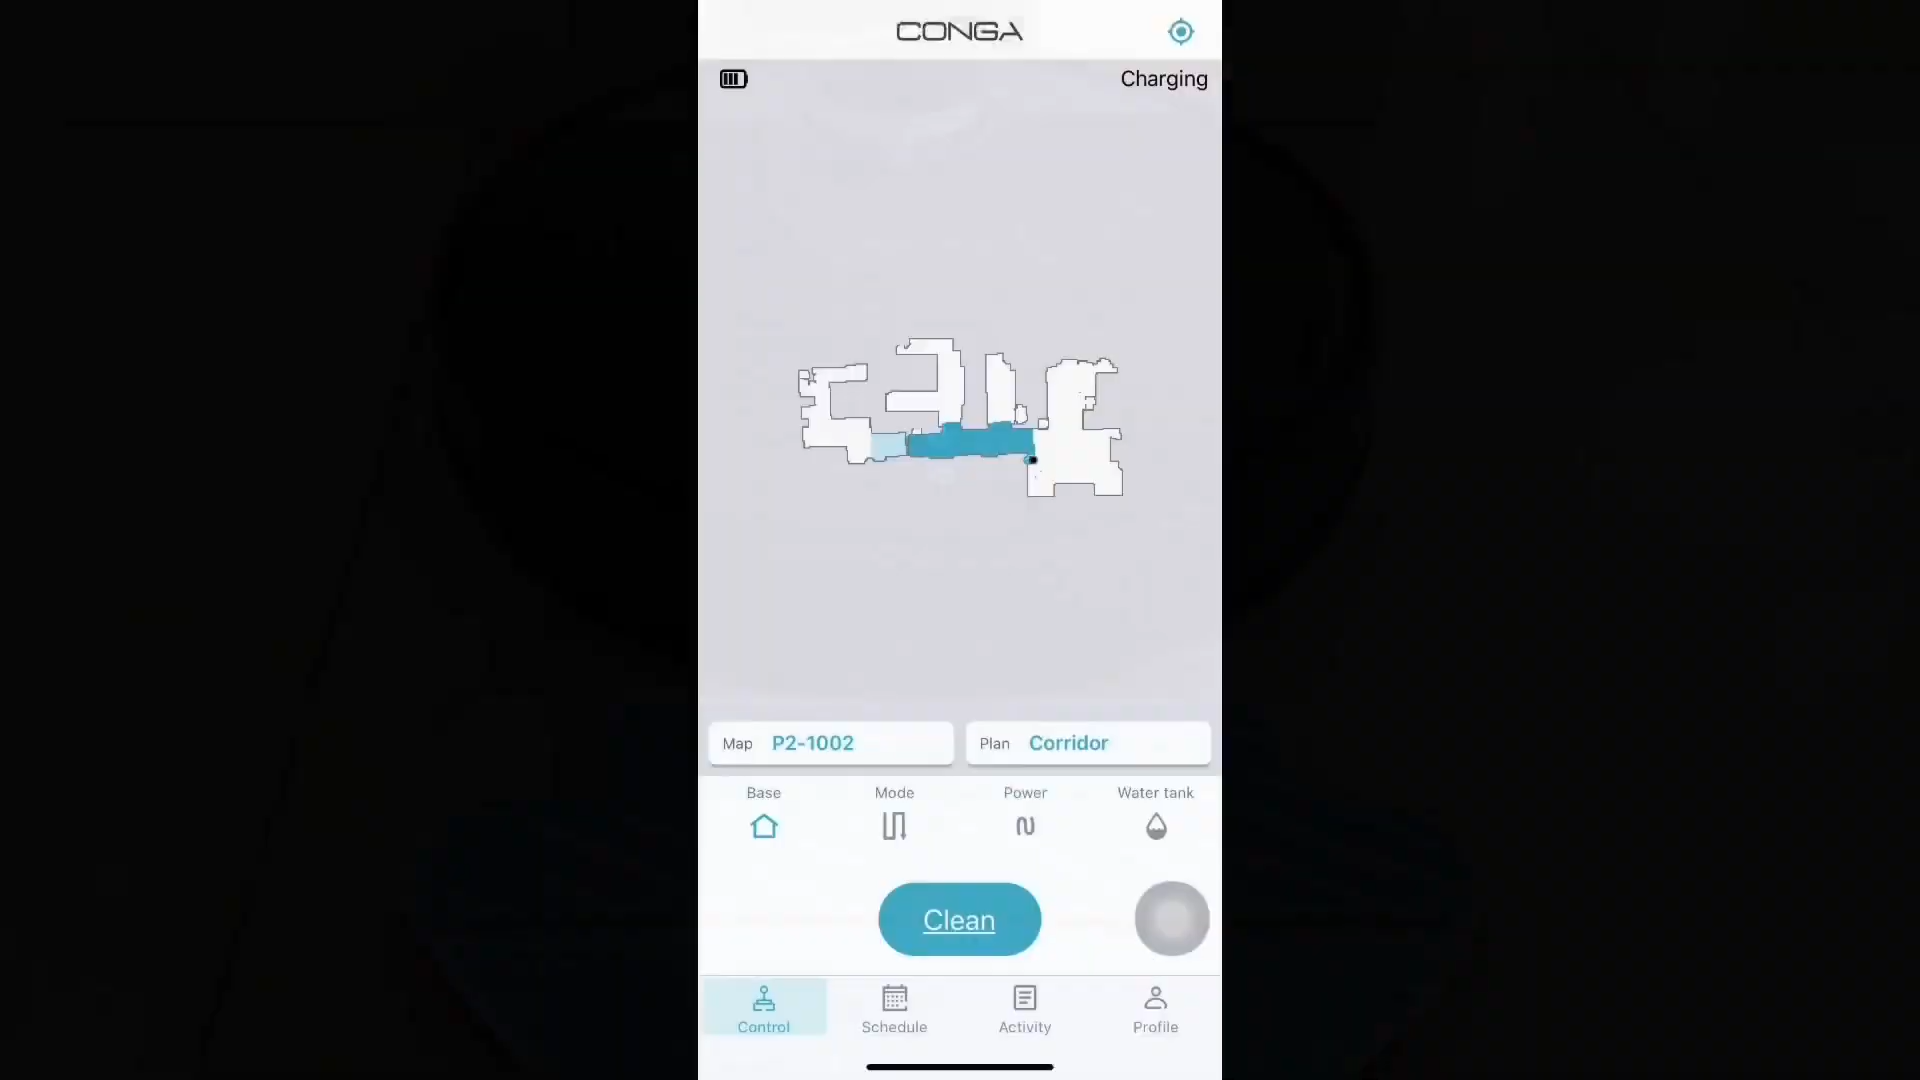 CONGA
Charging
Map P2-1002
Plan Corridor
Base Mode Power Water tank
Clean
Control Schedule Activity Profile